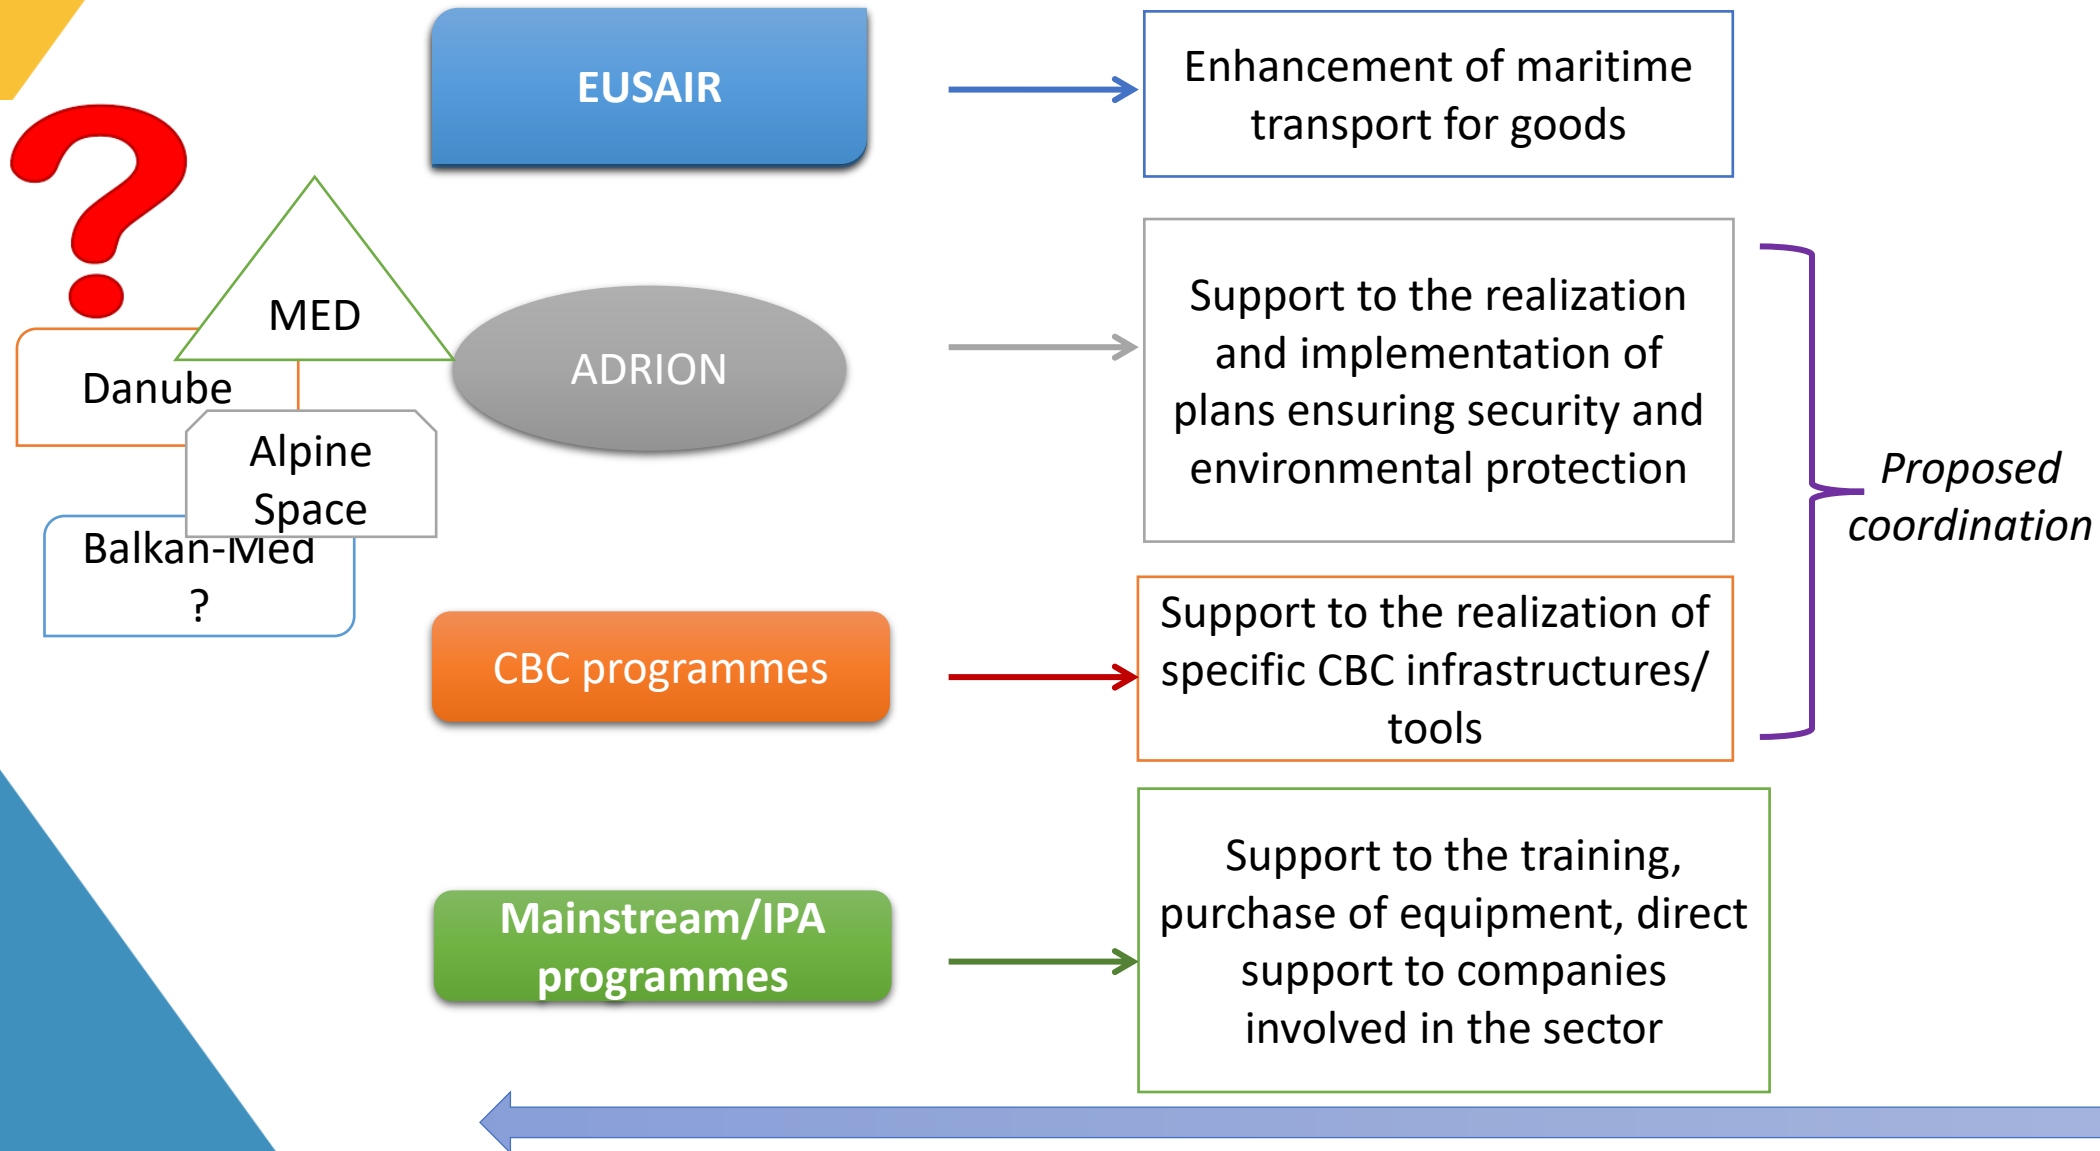 EUSAIR
Enhancement of maritime
transport for goods
?
MED
Danube
Alpine
Space
Balkan-Med
?
ADRION
Support to the realization
and implementation of
plans ensuring security and
environmental protection
Proposed
coordination
CBC programmes
Support to the realization of
specific CBC infrastructures/
tools
Mainstream/IPA
programmes
Support to the training,
purchase of equipment, direct
support to companies
involved in the sector